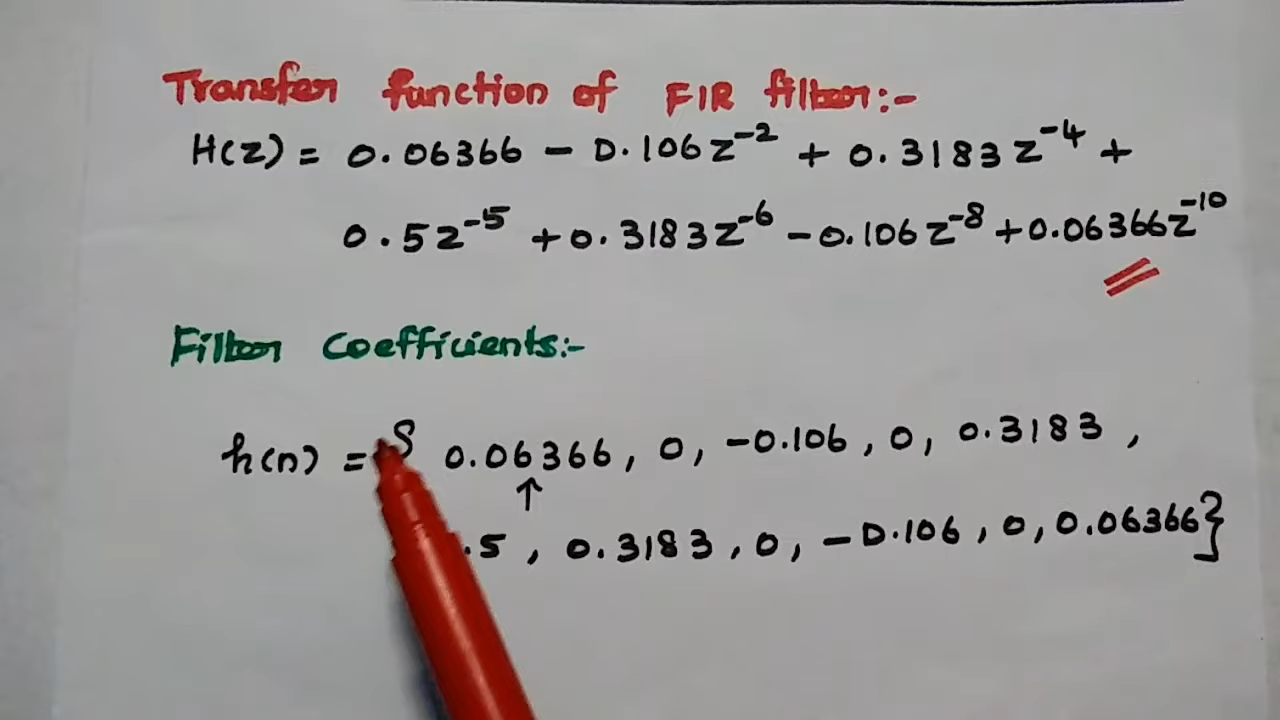 Transfer function of FIR filter:-
H(z) = 0.06366 - 0.106z⁻² + 0.3183z⁻⁴ +
0.5z⁻⁵ + 0.3183z⁻⁶ - 0.106z⁻⁸ + 0.06366z⁻¹⁰
Filter Coefficients:-
h(n) = { 0.06366, 0, -0.106, 0, 0.3183,
↑
.5, 0.3183, 0, -0.106, 0, 0.06366}